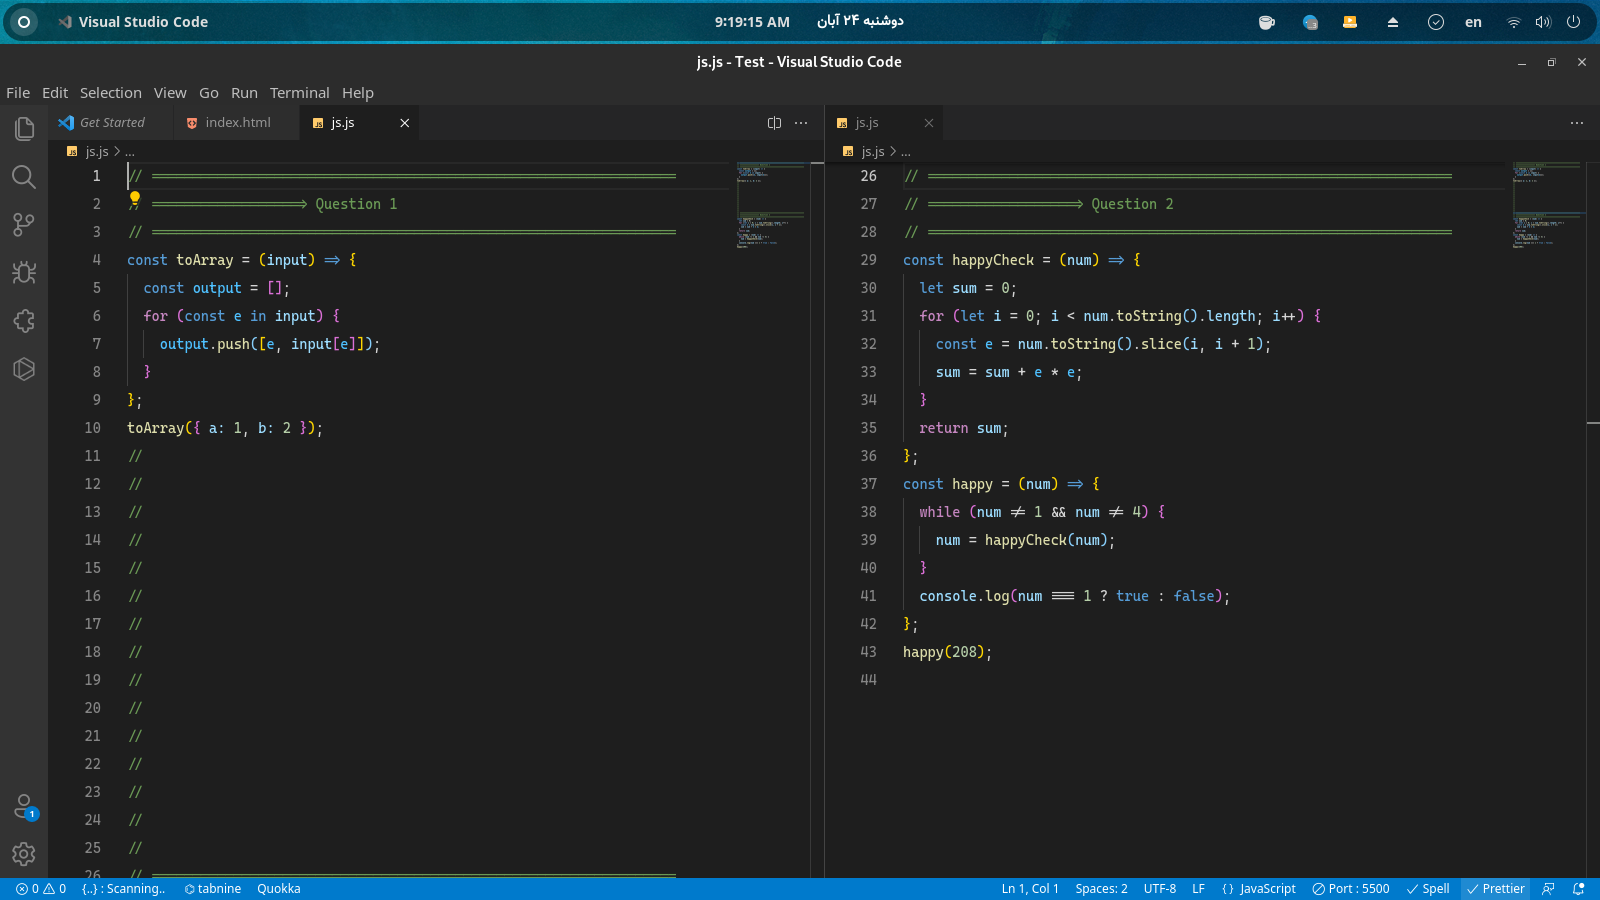 Visual Studio Code
9:19:15 AM
دوشنبه ۲۴ آبان
en
js.js - Test - Visual Studio Code
File Edit Selection View Go Run Terminal Help
Get Started
index.html
js.js
js.js > ...
1 // ================================================================
2 // ==================> Question 1
3 // ================================================================
4 const toArray = (input) => {
5 const output = [];
6 for (const e in input) {
7 output.push([e, input[e]]);
8 }
9 };
10 toArray({ a: 1, b: 2 });
11 //
12 //
13 //
14 //
15 //
16 //
17 //
18 //
19 //
20 //
21 //
22 //
23 //
24 //
25 //
26 // ================================================================
js.js
js.js > ...
26 // ================================================================
27 // ==================> Question 2
28 // ================================================================
29 const happyCheck = (num) => {
30 let sum = 0;
31 for (let i = 0; i < num.toString().length; i++) {
32 const e = num.toString().slice(i, i + 1);
33 sum = sum + e * e;
34 }
35 return sum;
36 };
37 const happy = (num) => {
38 while (num != 1 && num != 4) {
39 num = happyCheck(num);
40 }
41 console.log(num === 1 ? true : false);
42 };
43 happy(208);
44
1
0 0 {..} : Scanning.. tabnine Quokka
Ln 1, Col 1 Spaces: 2 UTF-8 LF {} JavaScript Port : 5500 Spell Prettier